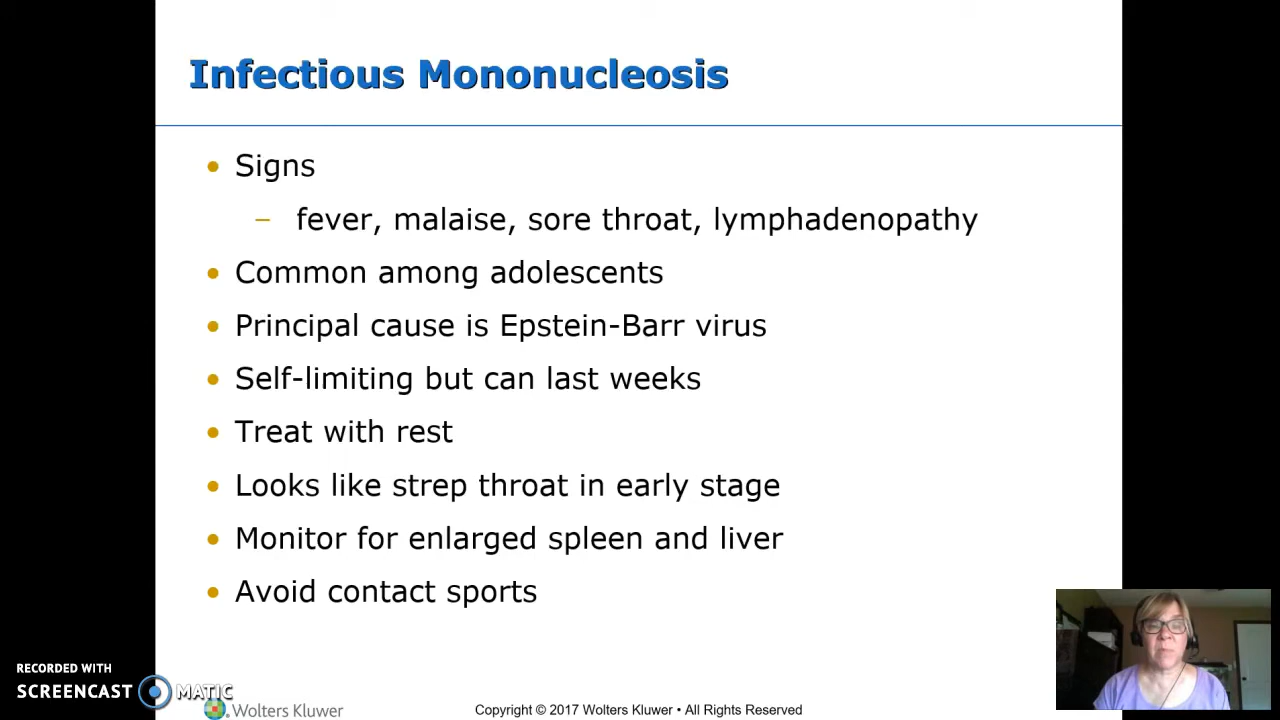 Infectious Mononucleosis
• Signs
– fever, malaise, sore throat, lymphadenopathy
• Common among adolescents
• Principal cause is Epstein-Barr virus
• Self-limiting but can last weeks
• Treat with rest
• Looks like strep throat in early stage
• Monitor for enlarged spleen and liver
• Avoid contact sports
RECORDED WITH
SCREENCAST MATIC
Wolters Kluwer
Copyright © 2017 Wolters Kluwer • All Rights Reserved